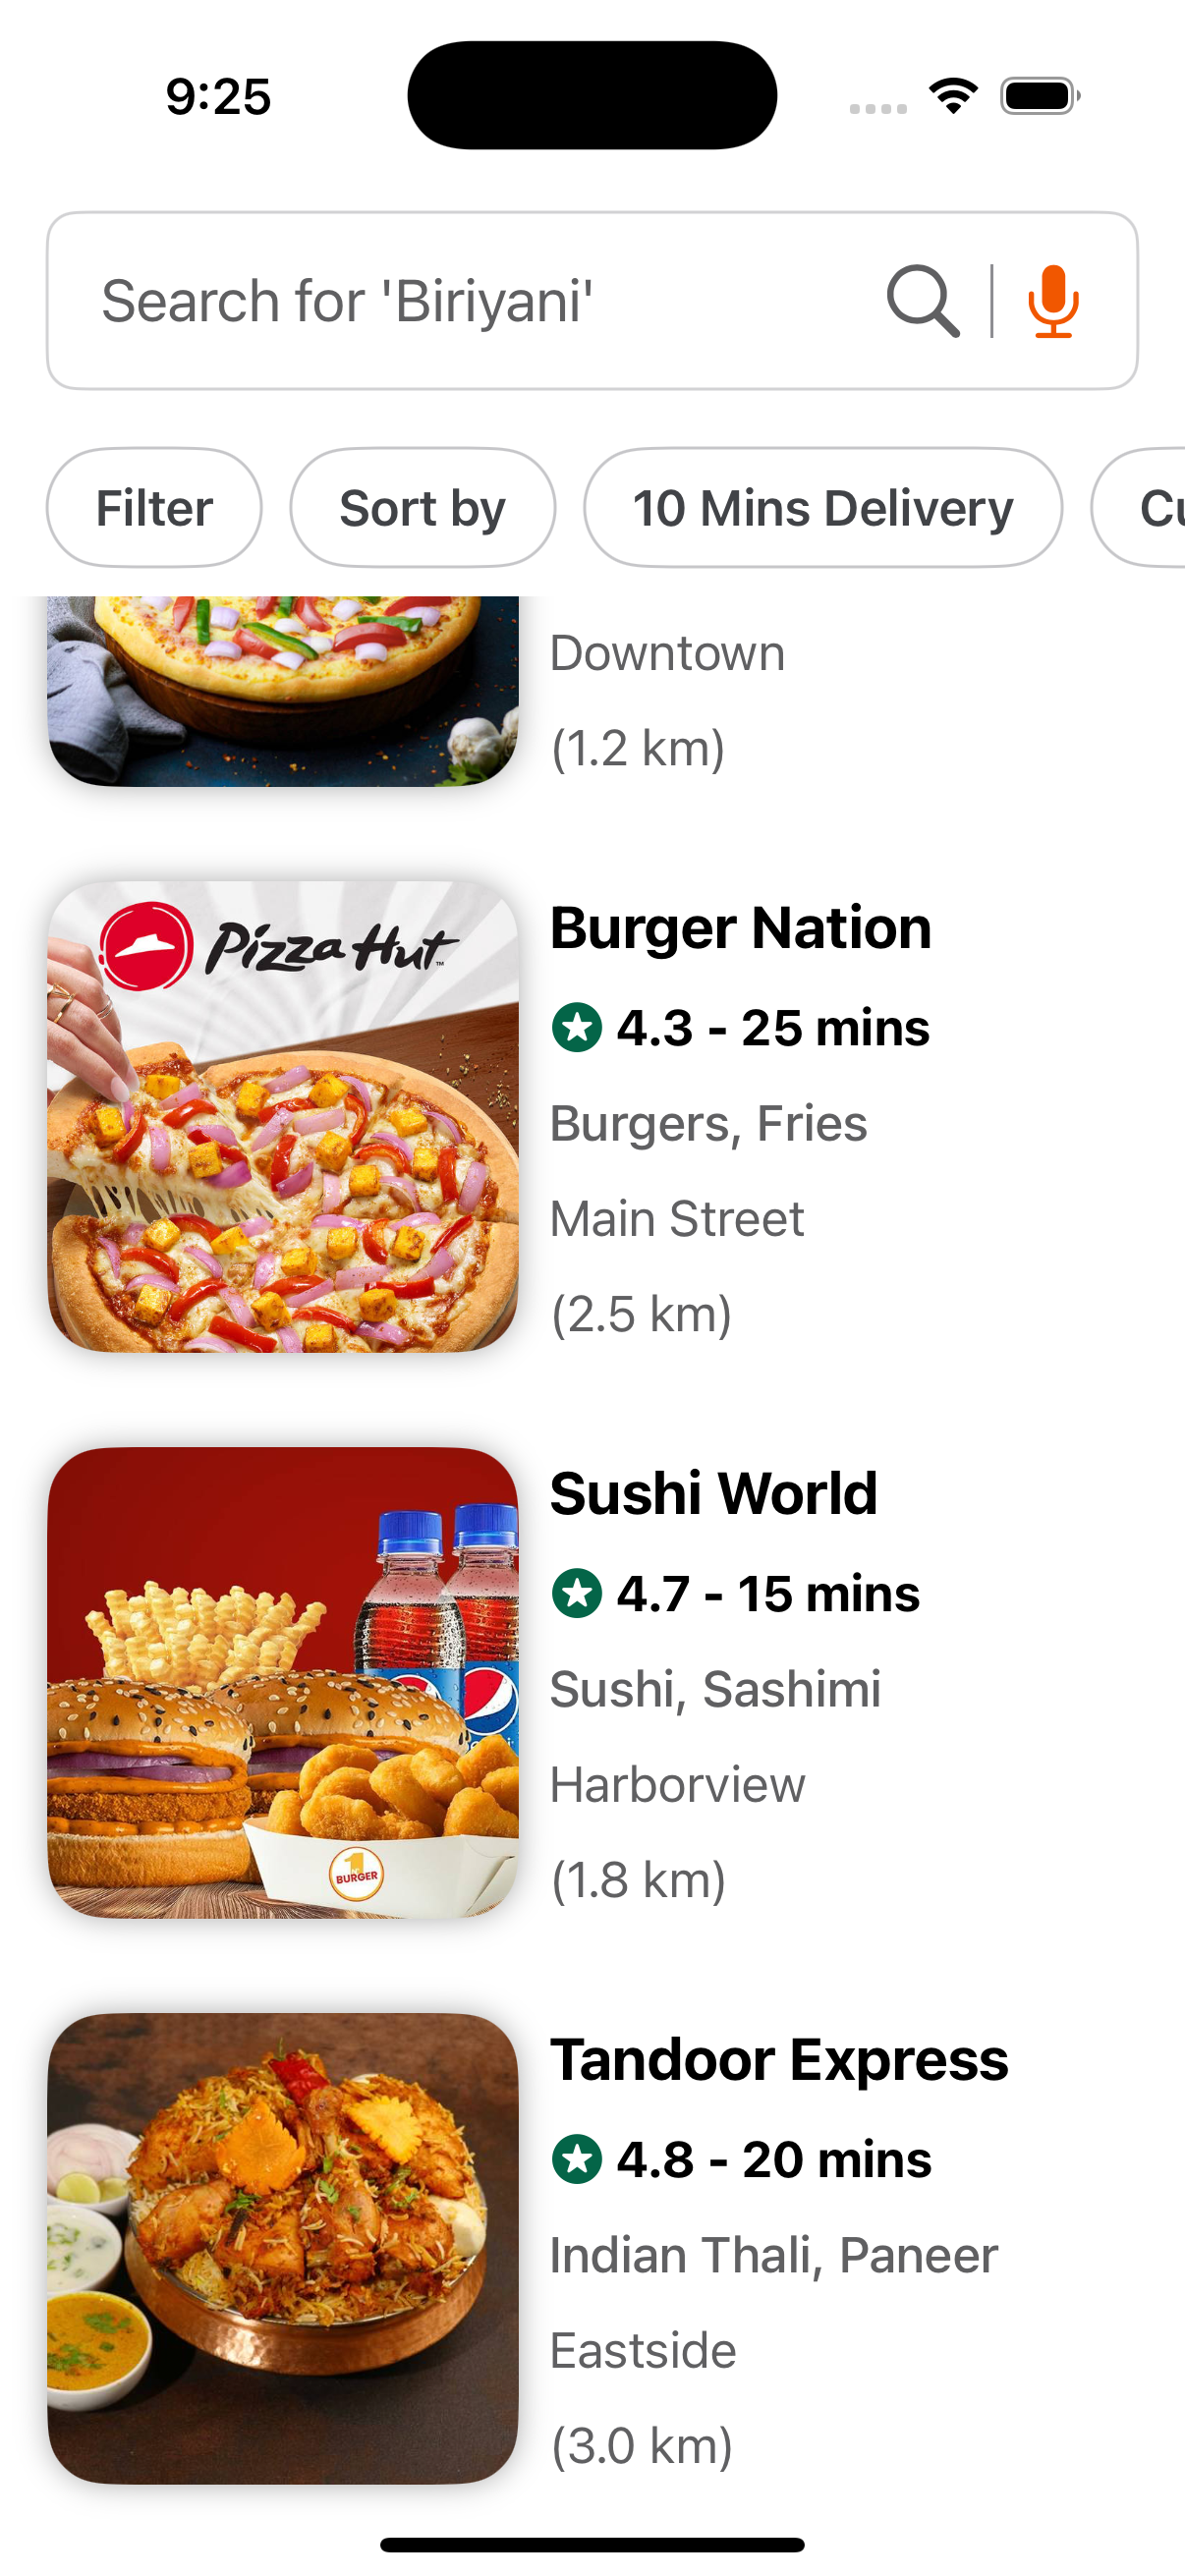 9:25
Search for 'Biriyani'
Filter
Sort by
10 Mins Delivery
Downtown
(1.2 km)
Pizza Hut™
Burger Nation
4.3 - 25 mins
Burgers, Fries
Main Street
(2.5 km)
Sushi World
4.7 - 15 mins
Sushi, Sashimi
Harborview
(1.8 km)
BURGER
Tandoor Express
4.8 - 20 mins
Indian Thali, Paneer
Eastside
(3.0 km)